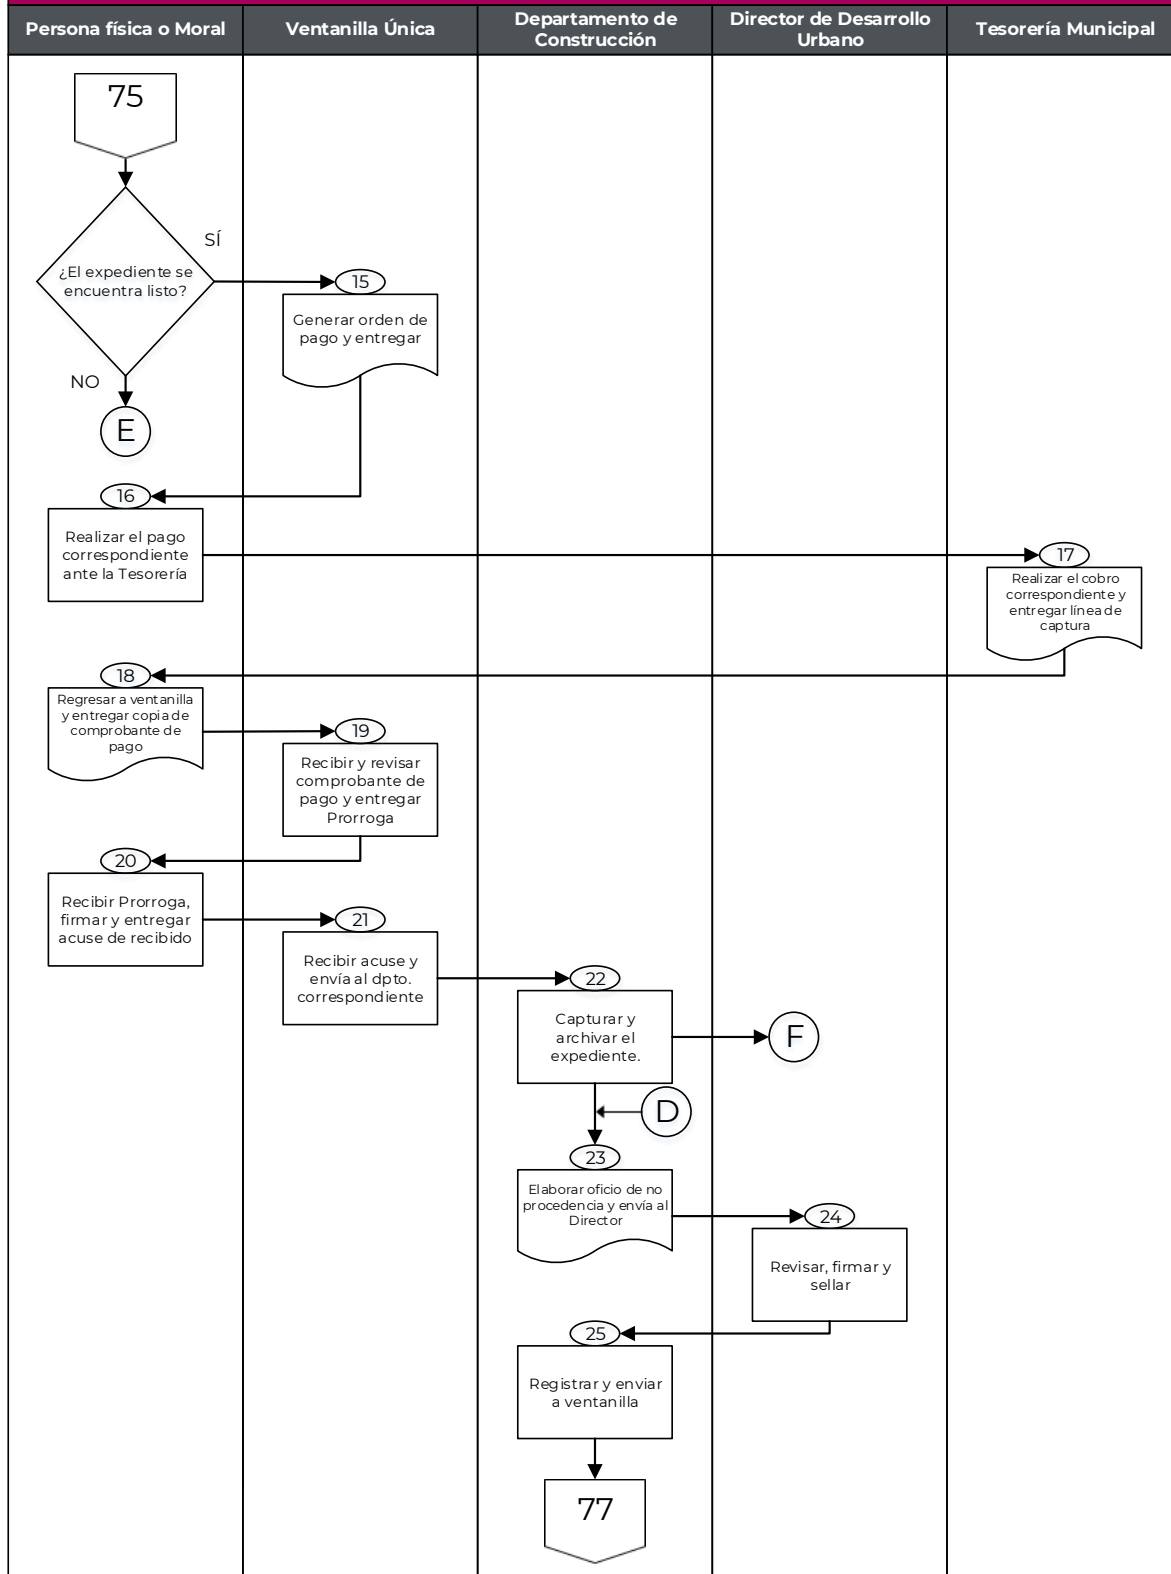 Persona física o Moral
Ventanilla Única
Departamento de
Construcción
Director de Desarrollo
Urbano
Tesorería Municipal
75
¿El expediente se
encuentra listo?
SÍ
NO
E
15
Generar orden de
pago y entregar
16
Realizar el pago
correspondiente
ante la Tesorería
17
Realizar el cobro
correspondiente y
entregar línea de
captura
18
Regresar a ventanilla
y entregar copia de
comprobante de
pago
19
Recibir y revisar
comprobante de
pago y entregar
Prorroga
20
Recibir Prorroga,
firmar y entregar
acuse de recibido
21
Recibir acuse y
envía al dpto.
correspondiente
22
Capturar y
archivar el
expediente.
F
D
23
Elaborar oficio de no
procedencia y envía al
Director
24
Revisar, firmar y
sellar
25
Registrar y enviar
a ventanilla
77